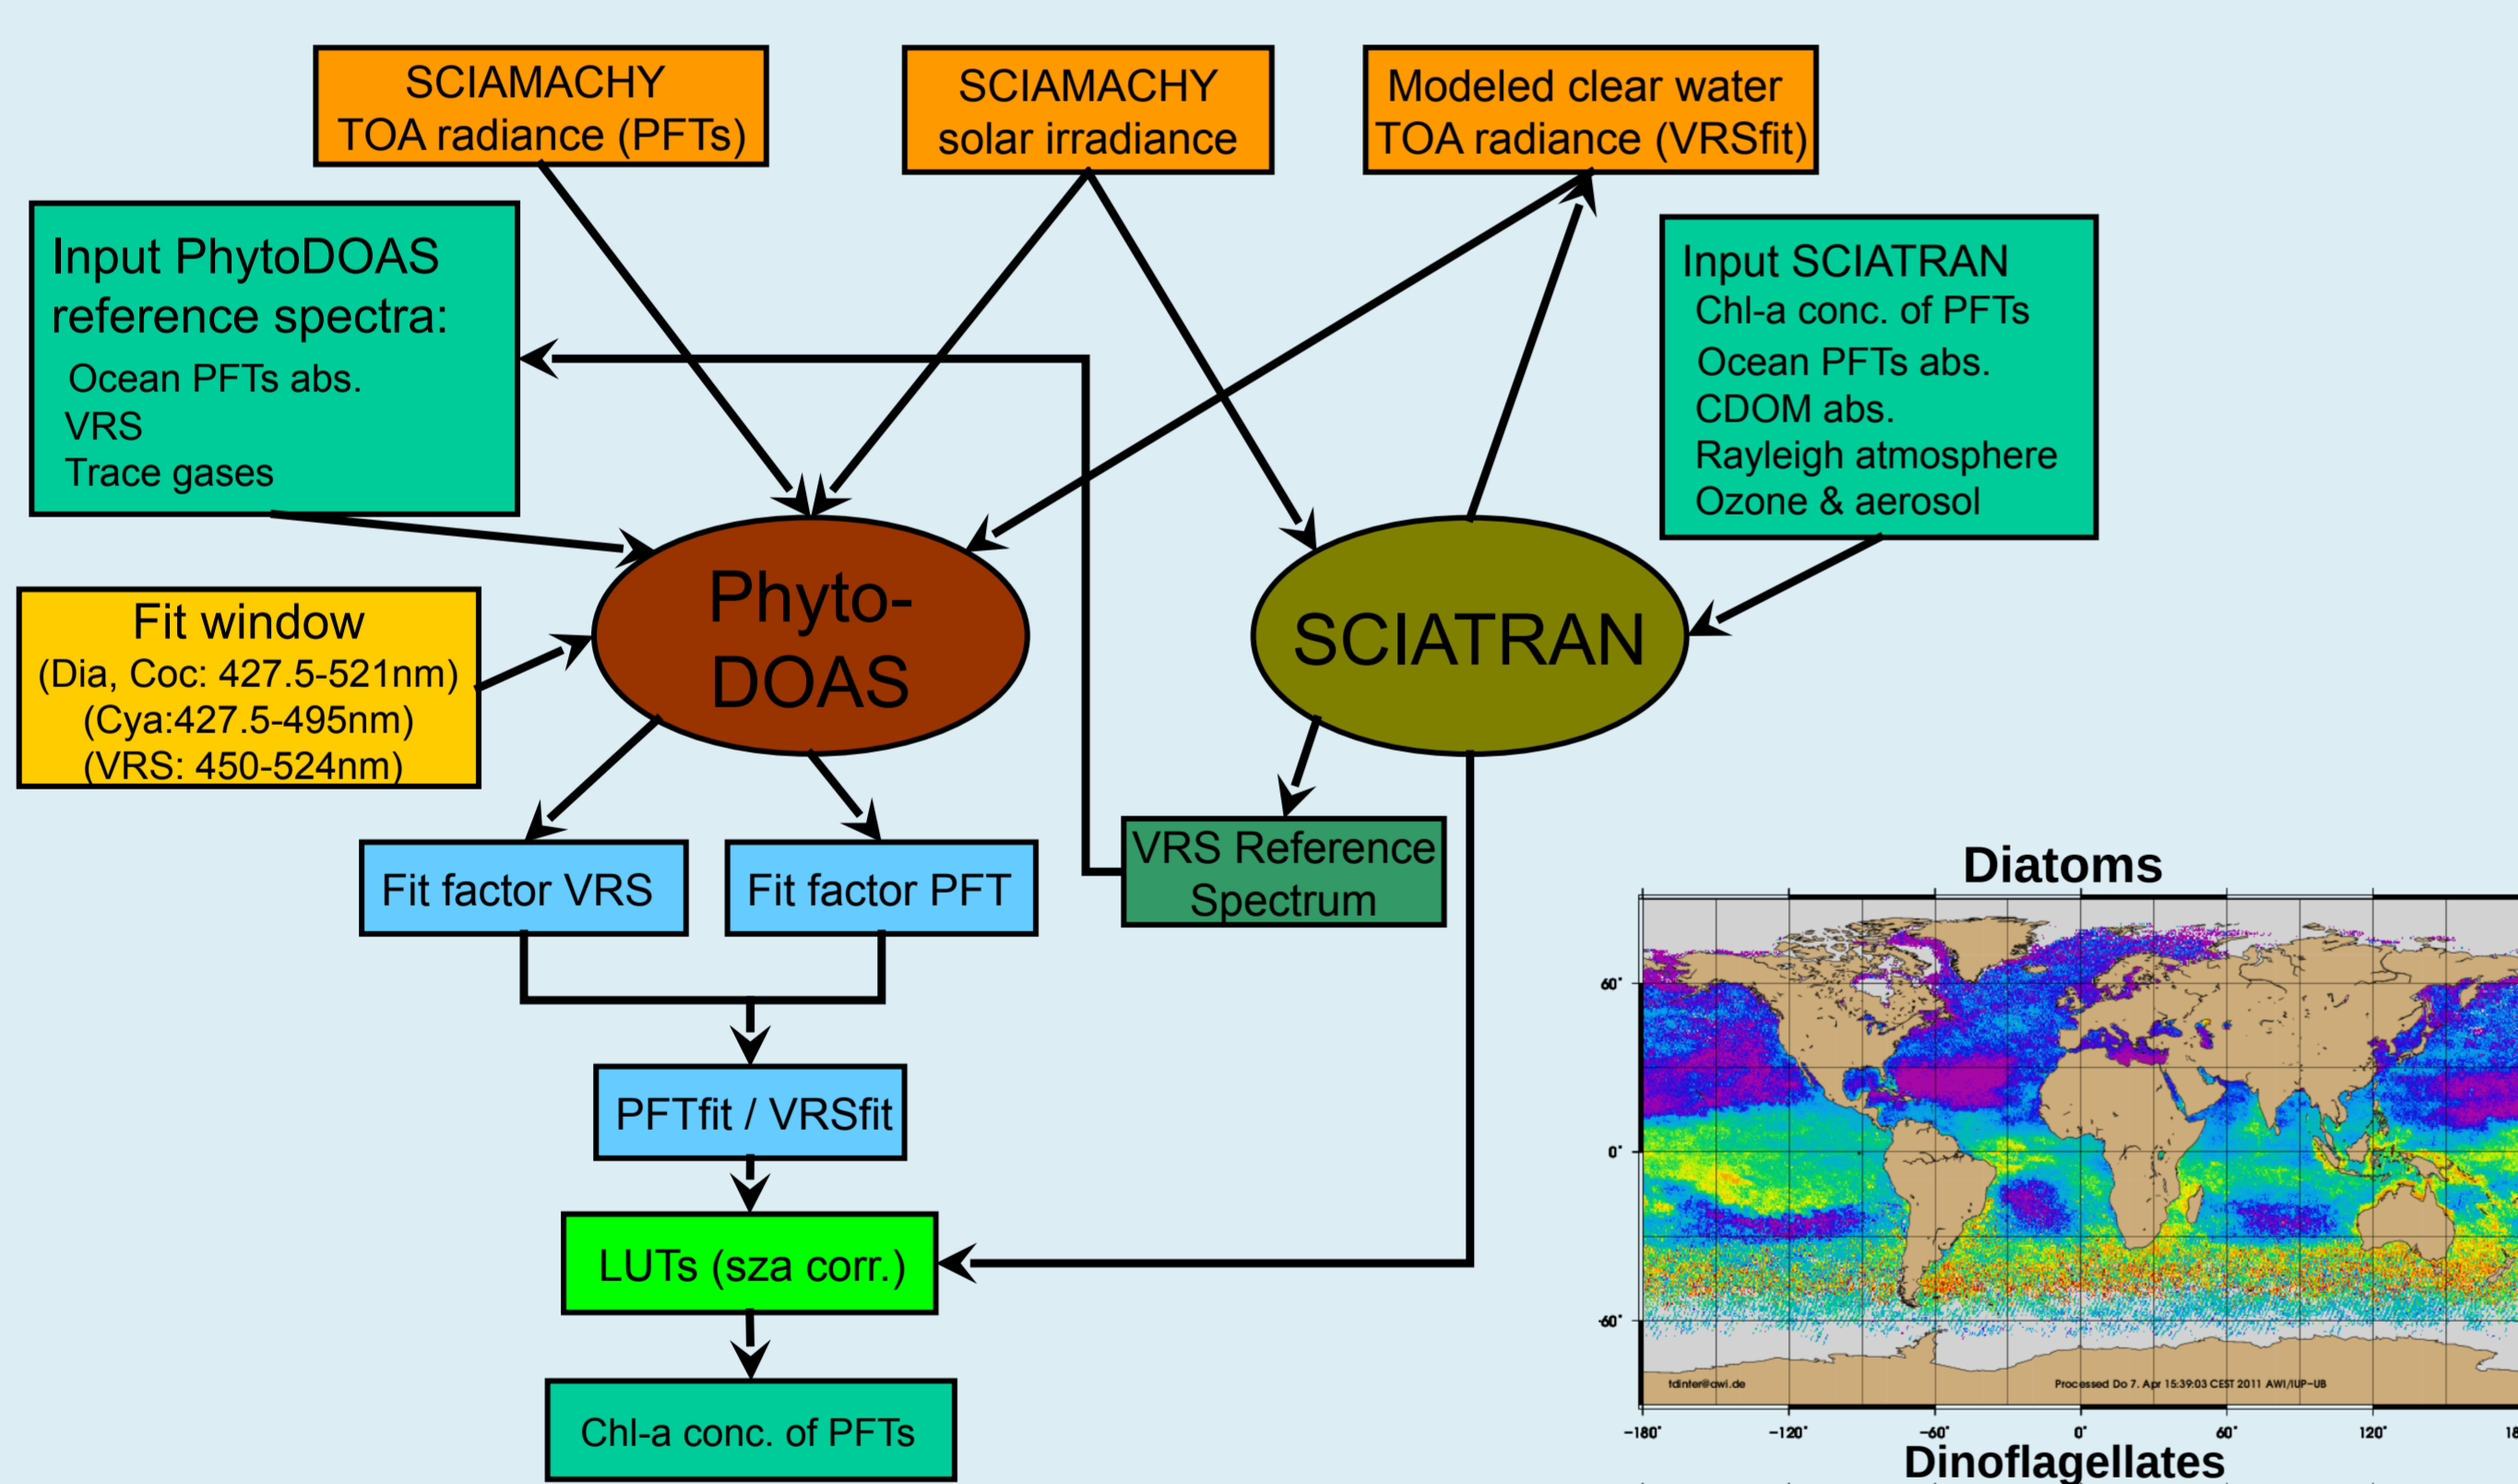 SCIAMACHY
TOA radiance (PFTs)
SCIAMACHY
solar irradiance
Modeled clear water
TOA radiance (VRSfit)
Input PhytoDOAS
reference spectra:
Ocean PFTs abs.
VRS
Trace gases
Input SCIATRAN
Chl-a conc. of PFTs
Ocean PFTs abs.
CDOM abs.
Rayleigh atmosphere
Ozone & aerosol
Fit window
(Dia, Coc: 427.5-521nm)
(Cya:427.5-495nm)
(VRS: 450-524nm)
Phyto-
DOAS
SCIATRAN
Fit factor VRS
Fit factor PFT
VRS Reference
Spectrum
PFTfit / VRSfit
LUTs (sza corr.)
Chl-a conc. of PFTs
Diatoms
60°
0°
-60°
tdinter@awi.de
Processed Do 7. Apr 15:39:03 CEST 2011 AWI/IUP-UB
-180°
-120°
-60°
0°
60°
120°
Dinoflagellates